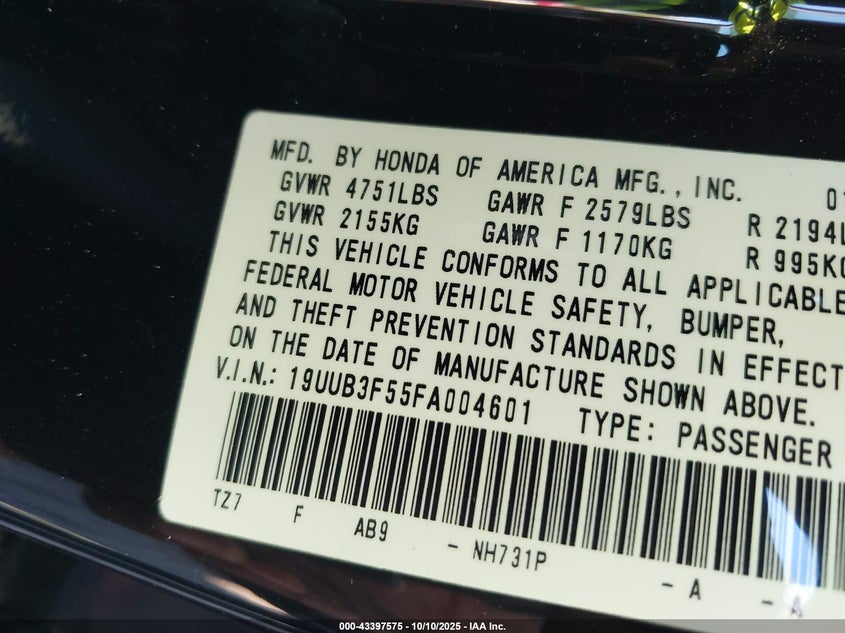 MFD. BY HONDA OF AMERICA MFG., INC. 01
GVWR 4751LBS GAWR F 2579LBS R 2194L
GVWR 2155KG GAWR F 1170KG R 995KG
THIS VEHICLE CONFORMS TO ALL APPLICABLE
FEDERAL MOTOR VEHICLE SAFETY, BUMPER,
AND THEFT PREVENTION STANDARDS IN EFFECT
ON THE DATE OF MANUFACTURE SHOWN ABOVE.
V.I.N.: 19UUB3F55FA004601 TYPE: PASSENGER
TZ7 F AB9 - NH731P - A - A
000-43397575 - 10/10/2025 - IAA Inc.